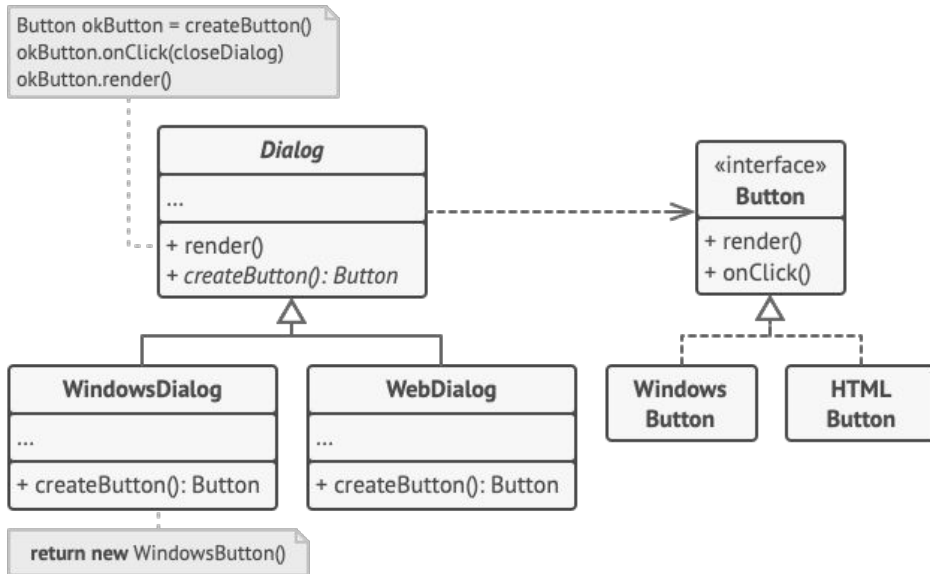 Button okButton = createButton()
okButton.onClick(closeDialog)
okButton.render()
Dialog
...
+ render()
+ createButton(): Button
«interface»
Button
+ render()
+ onClick()
WindowsDialog
...
+ createButton(): Button
WebDialog
...
+ createButton(): Button
Windows
Button
HTML
Button
return new WindowsButton()